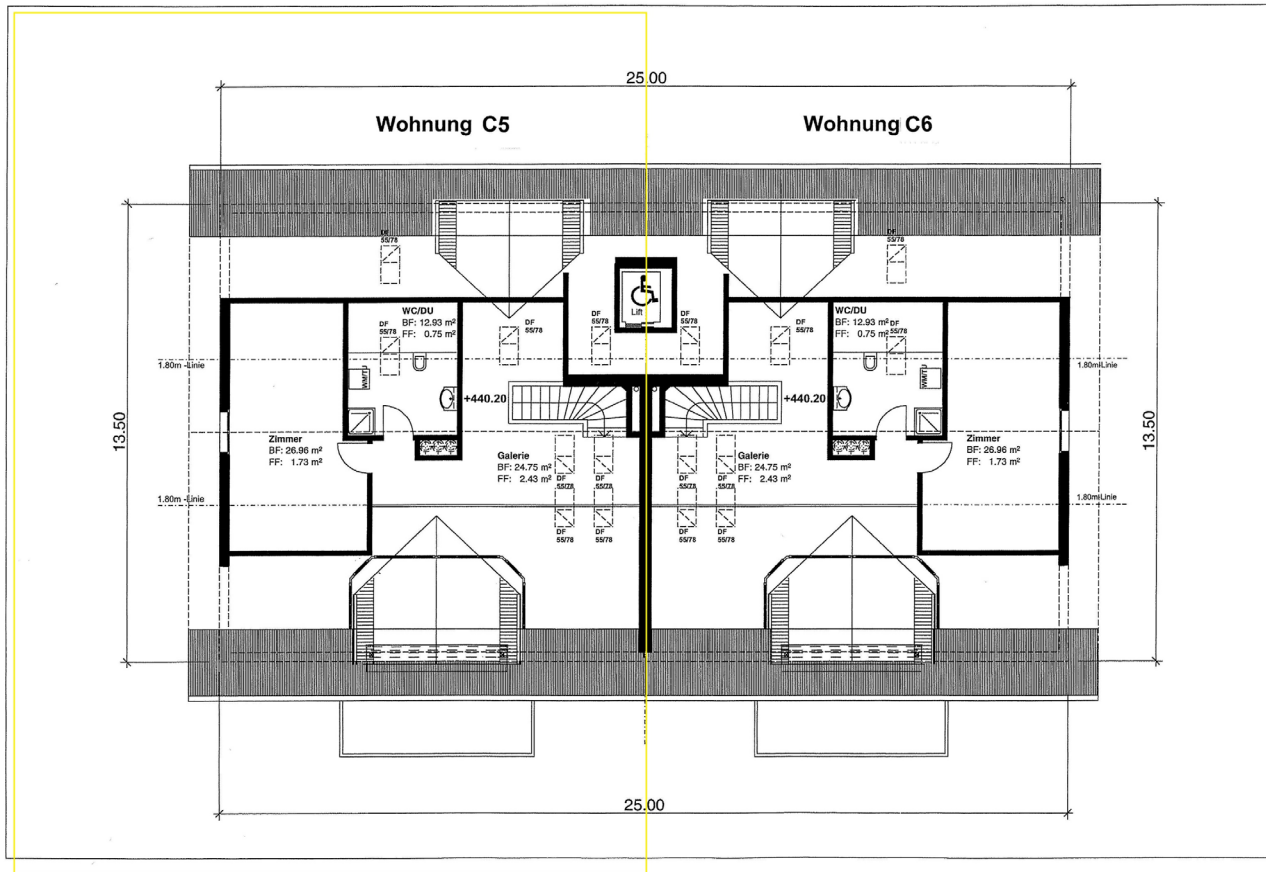 25.00
Wohnung C5
Wohnung C6
DF
55/78
DF
55/78
Lift
WC/DU
BF: 12.93 m²
FF: 0.75 m²
DF
55/78
DF
55/78
DF
55/78
DF
55/78
DF
55/78
WC/DU
BF: 12.93 m²
FF: 0.75 m²
DF
55/78
1.80m -Linie
1.80m-Linie
WM/TU
WM/TU
+440.20
+440.20
13.50
13.50
Zimmer
BF: 26.96 m²
FF: 1.73 m²
Galerie
BF: 24.75 m²
FF: 2.43 m²
Galerie
BF: 24.75 m²
FF: 2.43 m²
Zimmer
BF: 26.96 m²
FF: 1.73 m²
DF
55/78
DF
55/78
DF
55/78
DF
55/78
1.80m -Linie
1.80m-Linie
DF
55/78
DF
55/78
DF
55/78
DF
55/78
25.00